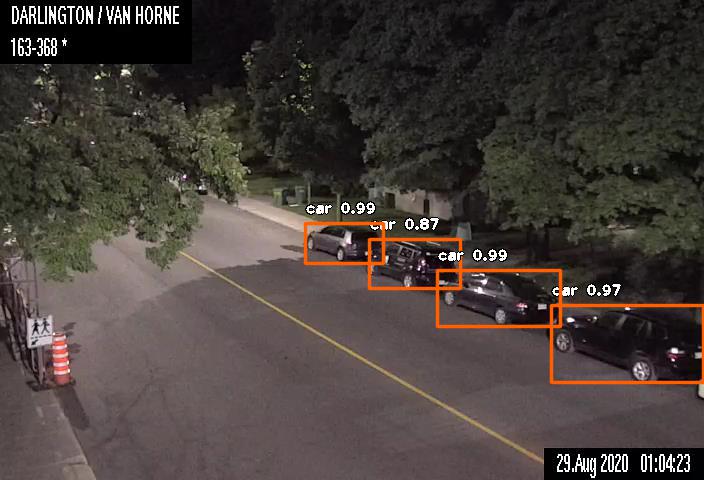 DARLINGTON / VAN HORNE
163-368 *
car 0.99
car 0.87
car 0.99
car 0.97
29.Aug 2020 01:04:23